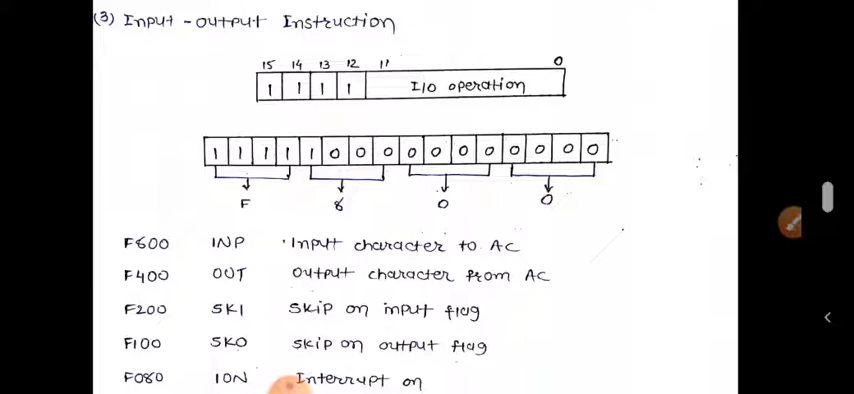 (3) Input - output Instruction
15 14 13 12 11 0
1 1 1 1 I/O operation
1 1 1 1 1 0 0 0 0 0 0 0 0 0 0 0
F 8 0 0
F800 INP Input character to AC
F400 OUT Output character from AC
F200 SKI Skip on input flag
F100 SKO Skip on output flag
F080 ION Interrupt on